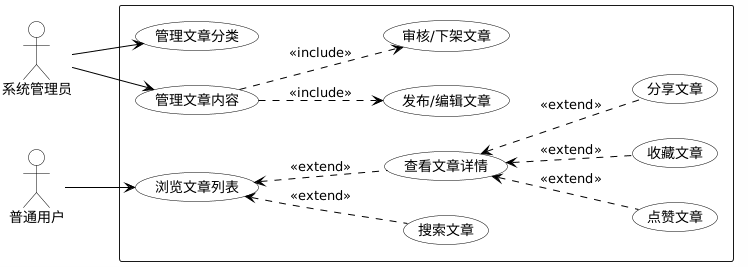 系统管理员
普通用户
管理文章分类
管理文章内容
浏览文章列表
«include»
«include»
«extend»
«extend»
审核/下架文章
发布/编辑文章
查看文章详情
搜索文章
«extend»
«extend»
«extend»
分享文章
收藏文章
点赞文章